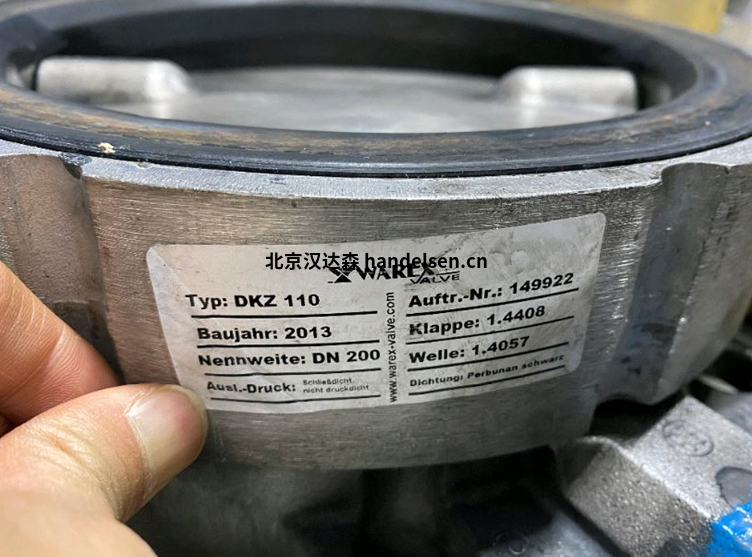 北京汉达森 handelsen.cn
WAREX
VALVE
Typ: DKZ 110
Baujahr: 2013
Nennweite: DN 200
Ausl.-Druck: Schließdicht,
nicht druckdicht
www.warex-valve.com
Auftr.-Nr.: 149922
Klappe: 1.4408
Welle: 1.4057
Dichtung: Perbunan schwarz